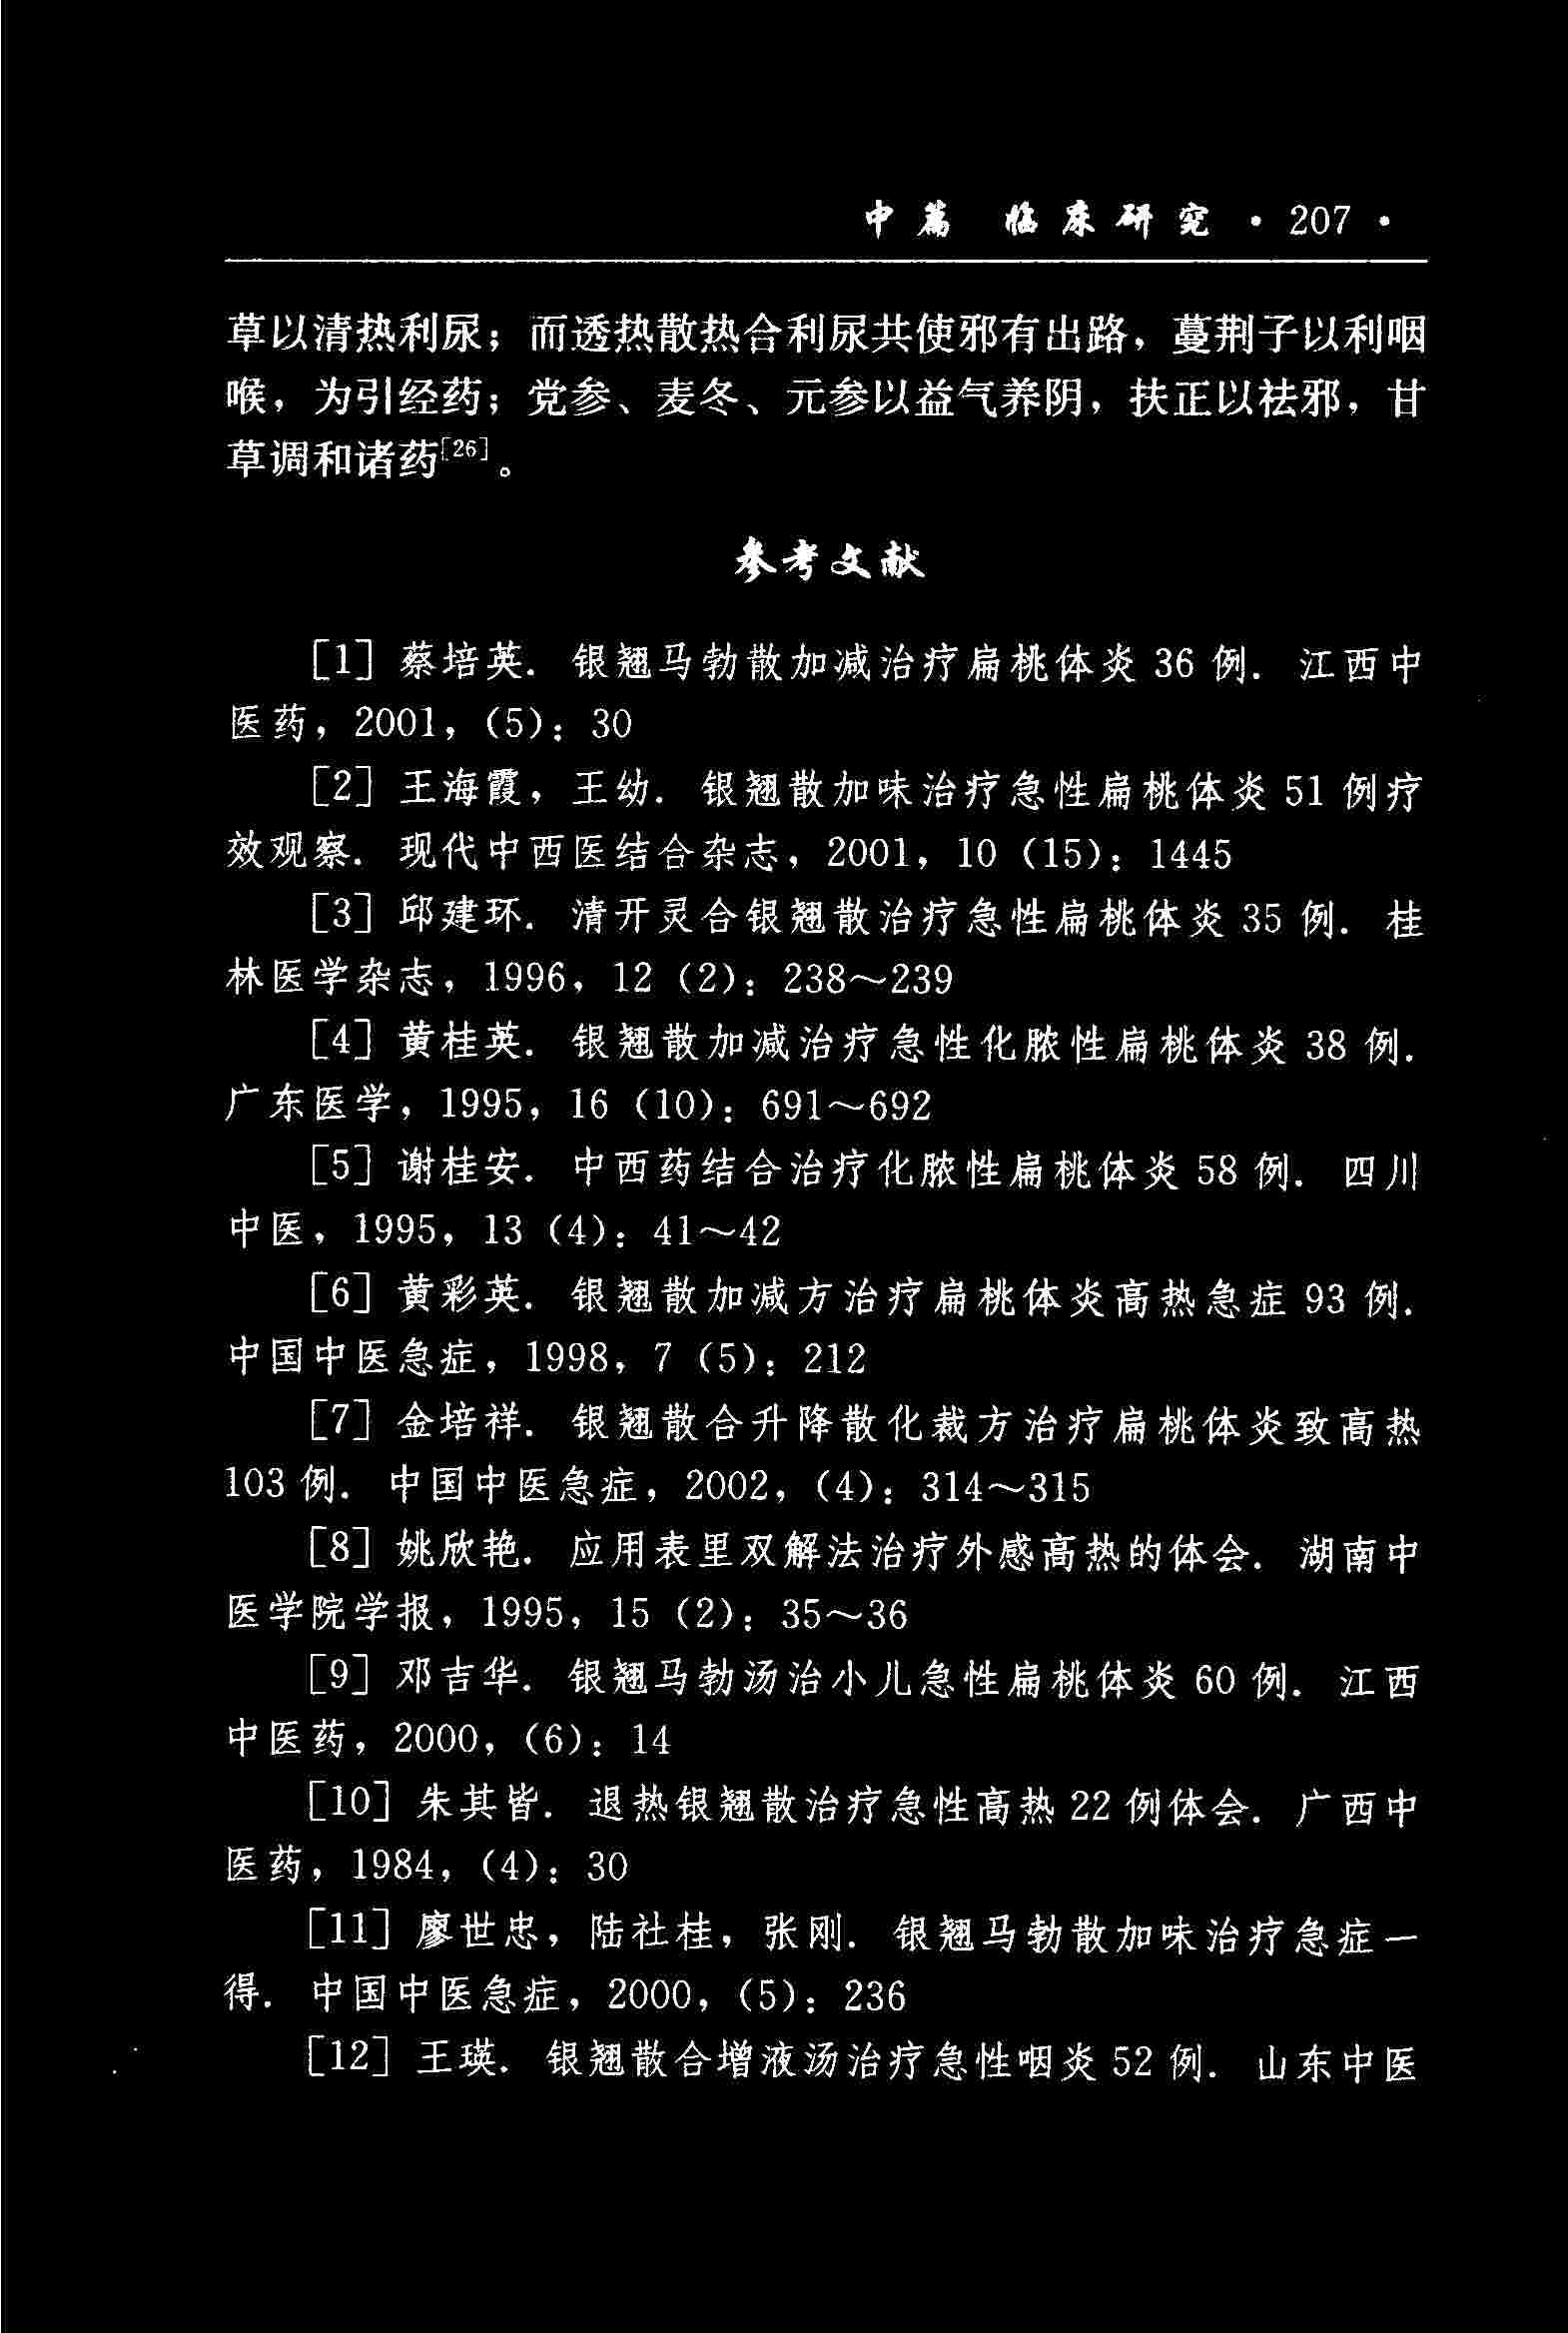 中篇 临床研究 · 207 ·
草以清热利尿；而透热散热合利尿共使邪有出路，蔓荆子以利咽
喉，为引经药；党参、麦冬、元参以益气养阴，扶正以祛邪，甘
草调和诸药[26]。
参考文献
[1] 蔡培英. 银翘马勃散加减治疗扁桃体炎 36 例. 江西中
医药，2001，（5）：30
[2] 王海霞，王幼. 银翘散加味治疗急性扁桃体炎 51 例疗
效观察. 现代中西医结合杂志，2001，10（15）：1445
[3] 邱建环. 清开灵合银翘散治疗急性扁桃体炎 35 例. 桂
林医学杂志，1996，12（2）：238～239
[4] 黄桂英. 银翘散加减治疗急性化脓性扁桃体炎 38 例.
广东医学，1995，16（10）：691～692
[5] 谢桂安. 中西药结合治疗化脓性扁桃体炎 58 例. 四川
中医，1995，13（4）：41～42
[6] 黄彩英. 银翘散加减方治疗扁桃体炎高热急症 93 例.
中国中医急症，1998，7（5）：212
[7] 金培祥. 银翘散合升降散化裁方治疗扁桃体炎致高热
103 例. 中国中医急症，2002，（4）：314～315
[8] 姚欣艳. 应用表里双解法治疗外感高热的体会. 湖南中
医学院学报，1995，15（2）：35～36
[9] 邓吉华. 银翘马勃汤治小儿急性扁桃体炎 60 例. 江西
中医药，2000，（6）：14
[10] 朱其皆. 退热银翘散治疗急性高热 22 例体会. 广西中
医药，1984，（4）：30
[11] 廖世忠，陆社桂，张刚. 银翘马勃散加味治疗急症一
得. 中国中医急症，2000，（5）：236
[12] 王瑛. 银翘散合增液汤治疗急性咽炎 52 例. 山东中医